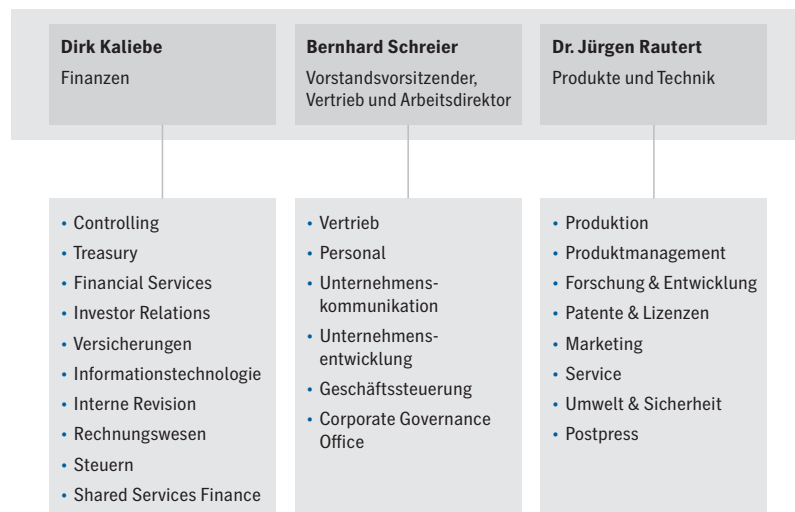 Dirk Kaliebe
Finanzen
Bernhard Schreier
Vorstandsvorsitzender,
Vertrieb und Arbeitsdirektor
Dr. Jürgen Rautert
Produkte und Technik
• Controlling
• Treasury
• Financial Services
• Investor Relations
• Versicherungen
• Informationstechnologie
• Interne Revision
• Rechnungswesen
• Steuern
• Shared Services Finance
• Vertrieb
• Personal
• Unternehmens-
kommunikation
• Unternehmens-
entwicklung
• Geschäftssteuerung
• Corporate Governance
Office
• Produktion
• Produktmanagement
• Forschung & Entwicklung
• Patente & Lizenzen
• Marketing
• Service
• Umwelt & Sicherheit
• Postpress